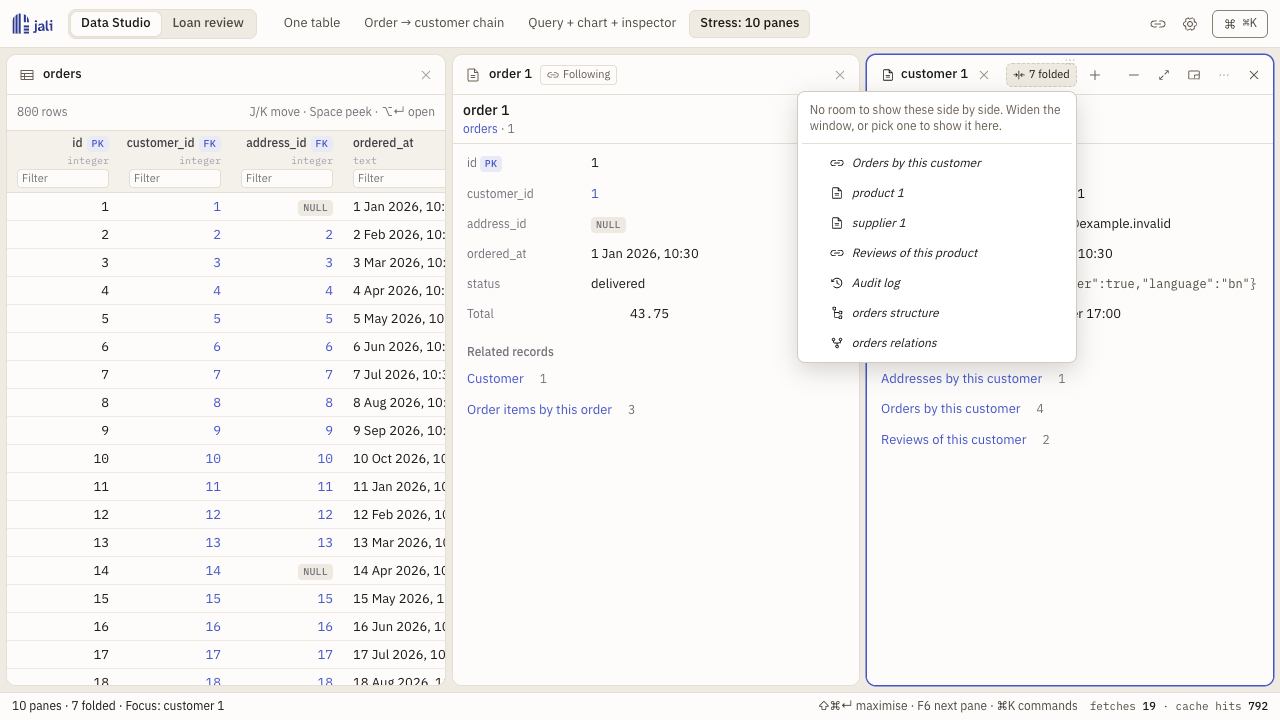 jali
Data Studio
Loan review
One table
Order → customer chain
Query + chart + inspector
Stress: 10 panes
⌘ ⌘K
orders
800 rows
J/K move · Space peek · ⌥↵ open
id PK customer_id FK address_id FK ordered_at
integer integer integer text
Filter Filter Filter Filter
1 1 NULL 1 Jan 2026, 10:
2 2 2 2 Feb 2026, 10:
3 3 3 3 Mar 2026, 10:
4 4 4 4 Apr 2026, 10:
5 5 5 5 May 2026, 10
6 6 6 6 Jun 2026, 10:
7 7 7 7 Jul 2026, 10:3
8 8 8 8 Aug 2026, 10:
9 9 9 9 Sep 2026, 10:
10 10 10 10 Oct 2026, 10
11 11 11 11 Jan 2026, 10:
12 12 12 12 Feb 2026, 10
13 13 13 13 Mar 2026, 10
14 14 NULL 14 Apr 2026, 10:
15 15 15 15 May 2026, 1
16 16 16 16 Jun 2026, 10
17 17 17 17 Jul 2026, 10
18 18 18 18 Aug 2026, 1
order 1 Following
order 1
orders · 1
id PK 1
customer_id 1
address_id NULL
ordered_at 1 Jan 2026, 10:30
status delivered
Total 43.75
Related records
Customer 1
Order items by this order 3
customer 1
7 folded
No room to show these side by side. Widen the
window, or pick one to show it here.
Orders by this customer
product 1
supplier 1
Reviews of this product
Audit log
orders structure
orders relations
1
example.invalid
10:30
er":true,"language":"bn"}
r 17:00
Addresses by this customer 1
Orders by this customer 4
Reviews of this customer 2
10 panes · 7 folded · Focus: customer 1
⇧⌘↵ maximise · F6 next pane · ⌘K commands
fetches 19 · cache hits 792